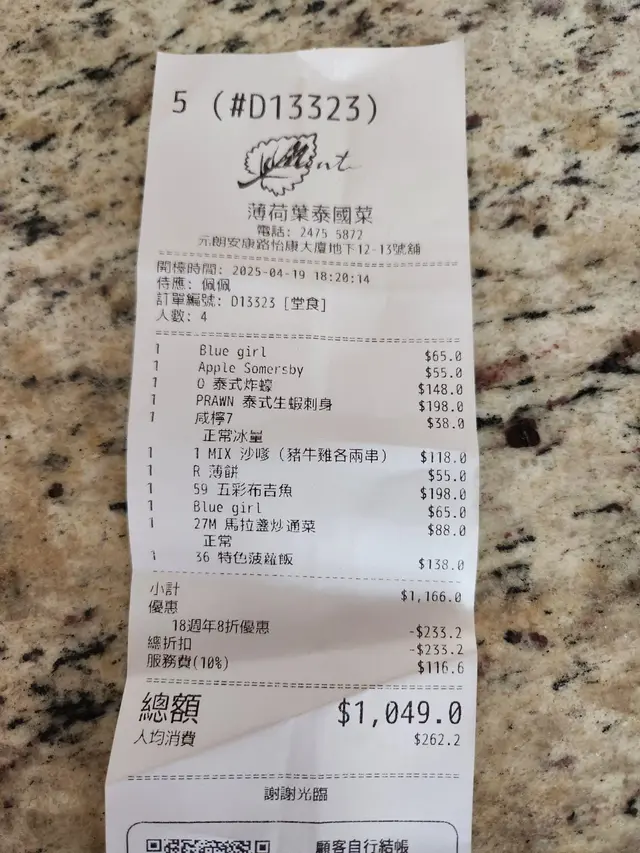 5 (#D13323)
Mint
薄荷葉泰國菜
電話: 2475 5872
元朗安康路怡康大廈地下12-13號舖
開檯時間: 2025-04-19 18:20:14
侍應: 佩佩
訂單編號: D13323 [堂食]
人數: 4
1 Blue girl $65.0
1 Apple Somersby $55.0
1 O 泰式炸蠔 $148.0
1 PRAWN 泰式生蝦刺身 $198.0
1 咸檸7 $38.0
正常冰量
1 1 MIX 沙嗲 (豬牛雞各兩串) $118.0
1 R 薄餅 $55.0
1 59 五彩布吉魚 $198.0
1 Blue girl $65.0
1 27M 馬拉盞炒通菜 $88.0
正常
1 36 特色菠蘿飯 $138.0
小計 $1,166.0
優惠
18週年8折優惠 -$233.2
總折扣 -$233.2
服務費(10%) $116.6
總額 $1,049.0
人均消費 $262.2
謝謝光臨
顧客自行結帳